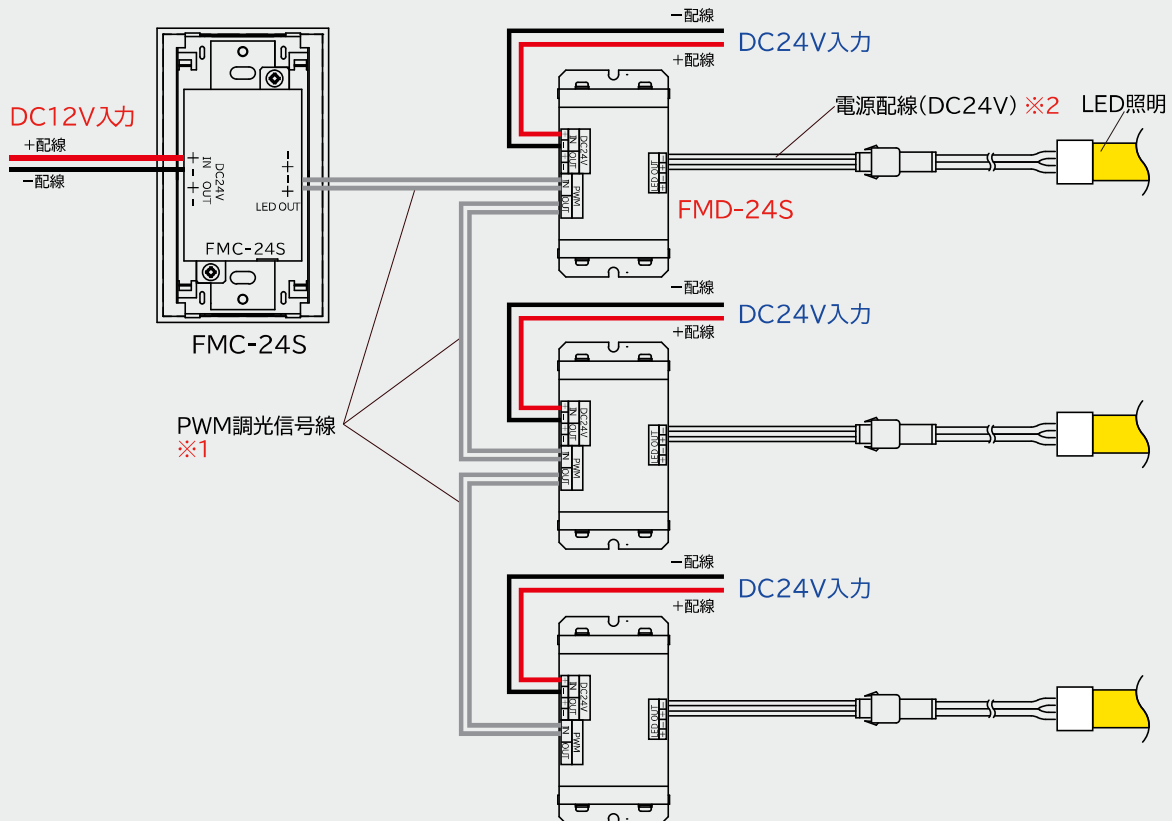 DC12V入力
+配線
−配線
+
−
+
−
IN
OUT
DC24V
−
+
−
+
LED OUT
FMC-24S
FMC-24S
PWM調光信号線
※1
−配線
+配線
DC24V入力
電源配線(DC24V) ※2
LED照明
+
−
+
−
IN
OUT
DC24V
IN
OUT
PWM
LED OUT
−
+
−
+
FMD-24S
−配線
+配線
DC24V入力
+
−
+
−
IN
OUT
DC24V
IN
OUT
PWM
LED OUT
−
+
−
+
−配線
+配線
DC24V入力
+
−
+
−
IN
OUT
DC24V
IN
OUT
PWM
LED OUT
−
+
−
+